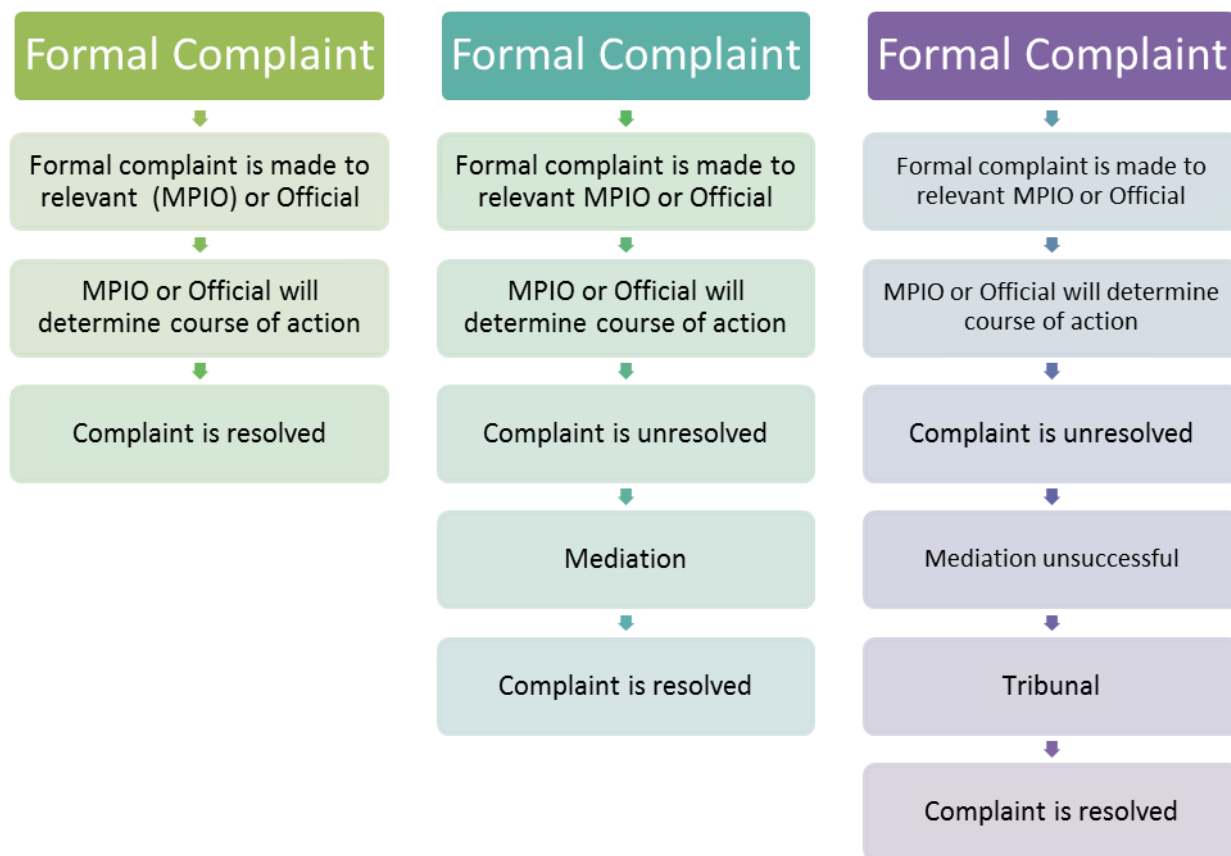 Formal Complaint
Formal complaint is made to
relevant (MPIO) or Official
MPIO or Official will
determine course of action
Complaint is resolved
Formal Complaint
Formal complaint is made to
relevant MPIO or Official
MPIO or Official will
determine course of action
Complaint is unresolved
Mediation
Complaint is resolved
Formal Complaint
Formal complaint is made to
relevant MPIO or Official
MPIO or Official will determine
course of action
Complaint is unresolved
Mediation unsuccessful
Tribunal
Complaint is resolved